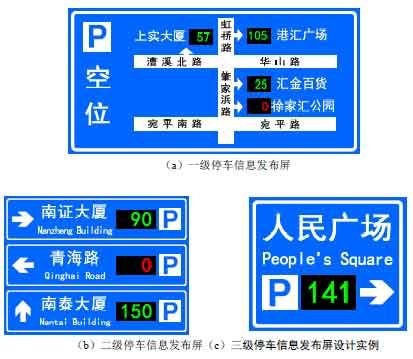 P
空位
上实大厦 57
虹桥路
105 港汇广场
漕溪北路
华山路
肇家浜路
25 汇金百货
0 徐家汇公园
宛平南路
宛平路
（a）一级停车信息发布屏
南证大厦 90 P
Nanzheng Building
青海路 0 P
Qinghai Road
南泰大厦 150 P
Nantai Building
人民广场
People's Square
P 141
（b）二级停车信息发布屏（c）三级停车信息发布屏设计实例